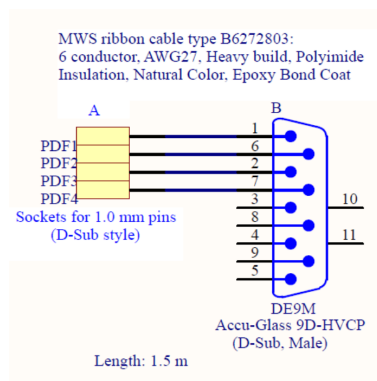 MWS ribbon cable type B6272803:
6 conductor, AWG27, Heavy build, Polyimide
Insulation, Natural Color, Epoxy Bond Coat
A
B
PDF1
PDF2
PDF3
PDF4
1
6
2
7
3
8
4
9
5
10
11
Sockets for 1.0 mm pins
(D-Sub style)
DE9M
Accu-Glass 9D-HVCP
(D-Sub, Male)
Length: 1.5 m